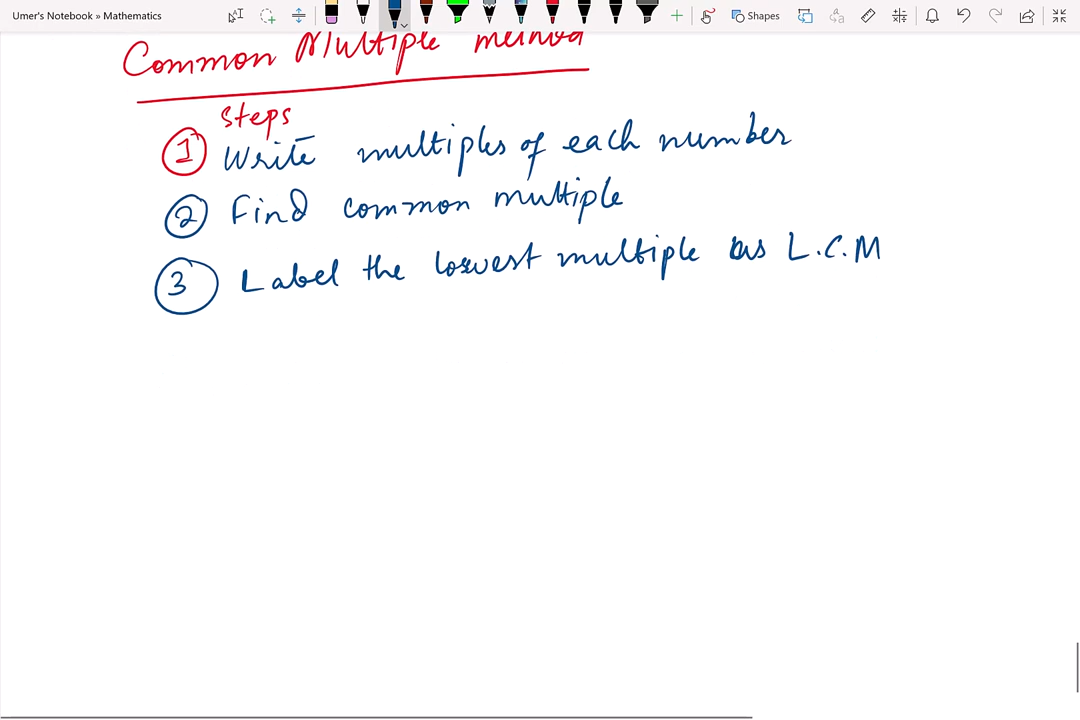 Umer's Notebook » Mathematics
Shapes
Common Multiple method
Steps
1 Write multiples of each number
2 Find common multiple
3 Label the lowest multiple as L.C.M